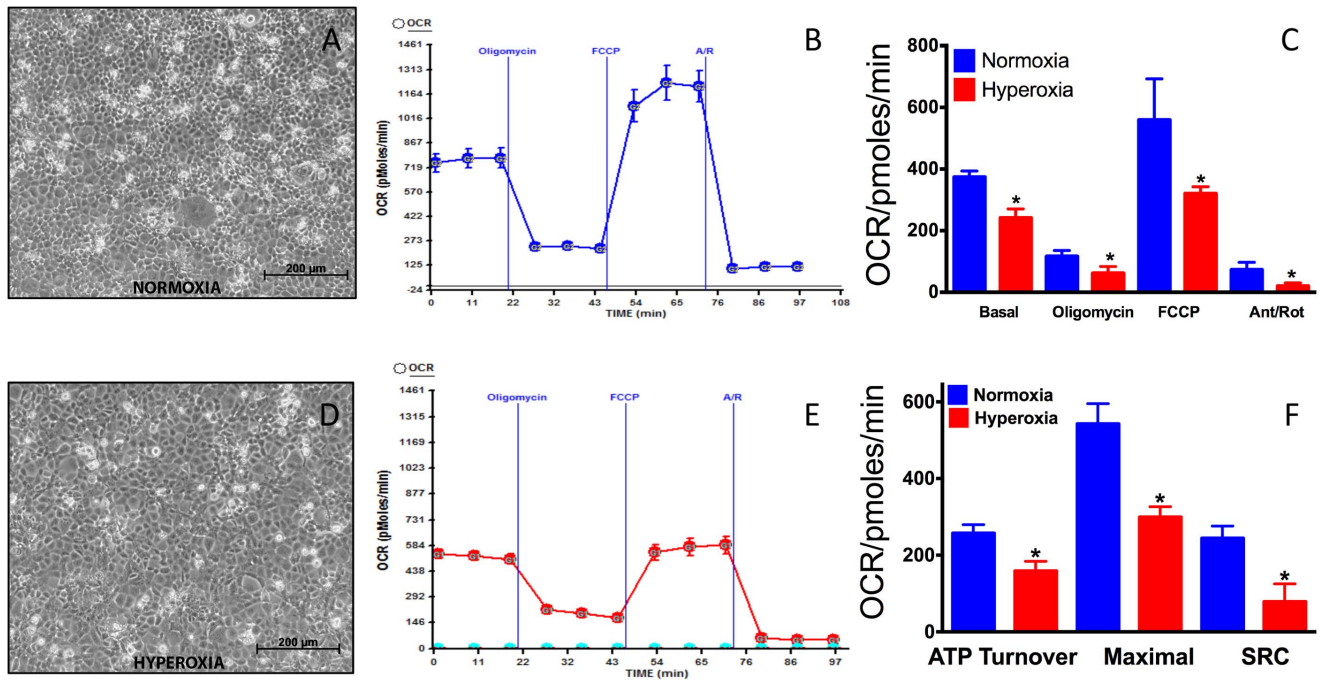 A
200 µm
NORMOXIA
OCR
B
Oligomycin
FCCP
A/R
1461
1313
1164
1016
867
719
570
422
273
125
-24
OCR (pMoles/min)
0 11 22 32 43 54 65 76 86 97 108
TIME (min)
C
Normoxia
Hyperoxia
800
600
400
200
0
OCR/pmoles/min
*
*
*
*
Basal Oligomycin FCCP Ant/Rot
D
200 µm
HYPEROXIA
OCR
E
Oligomycin
FCCP
A/R
1461
1315
1169
1023
877
731
584
438
292
146
0
OCR (pMoles/min)
0 11 22 32 43 54 64 76 86 97
TIME (min)
F
Normoxia
Hyperoxia
600
400
200
0
OCR/pmoles/min
*
*
*
ATP Turnover Maximal SRC